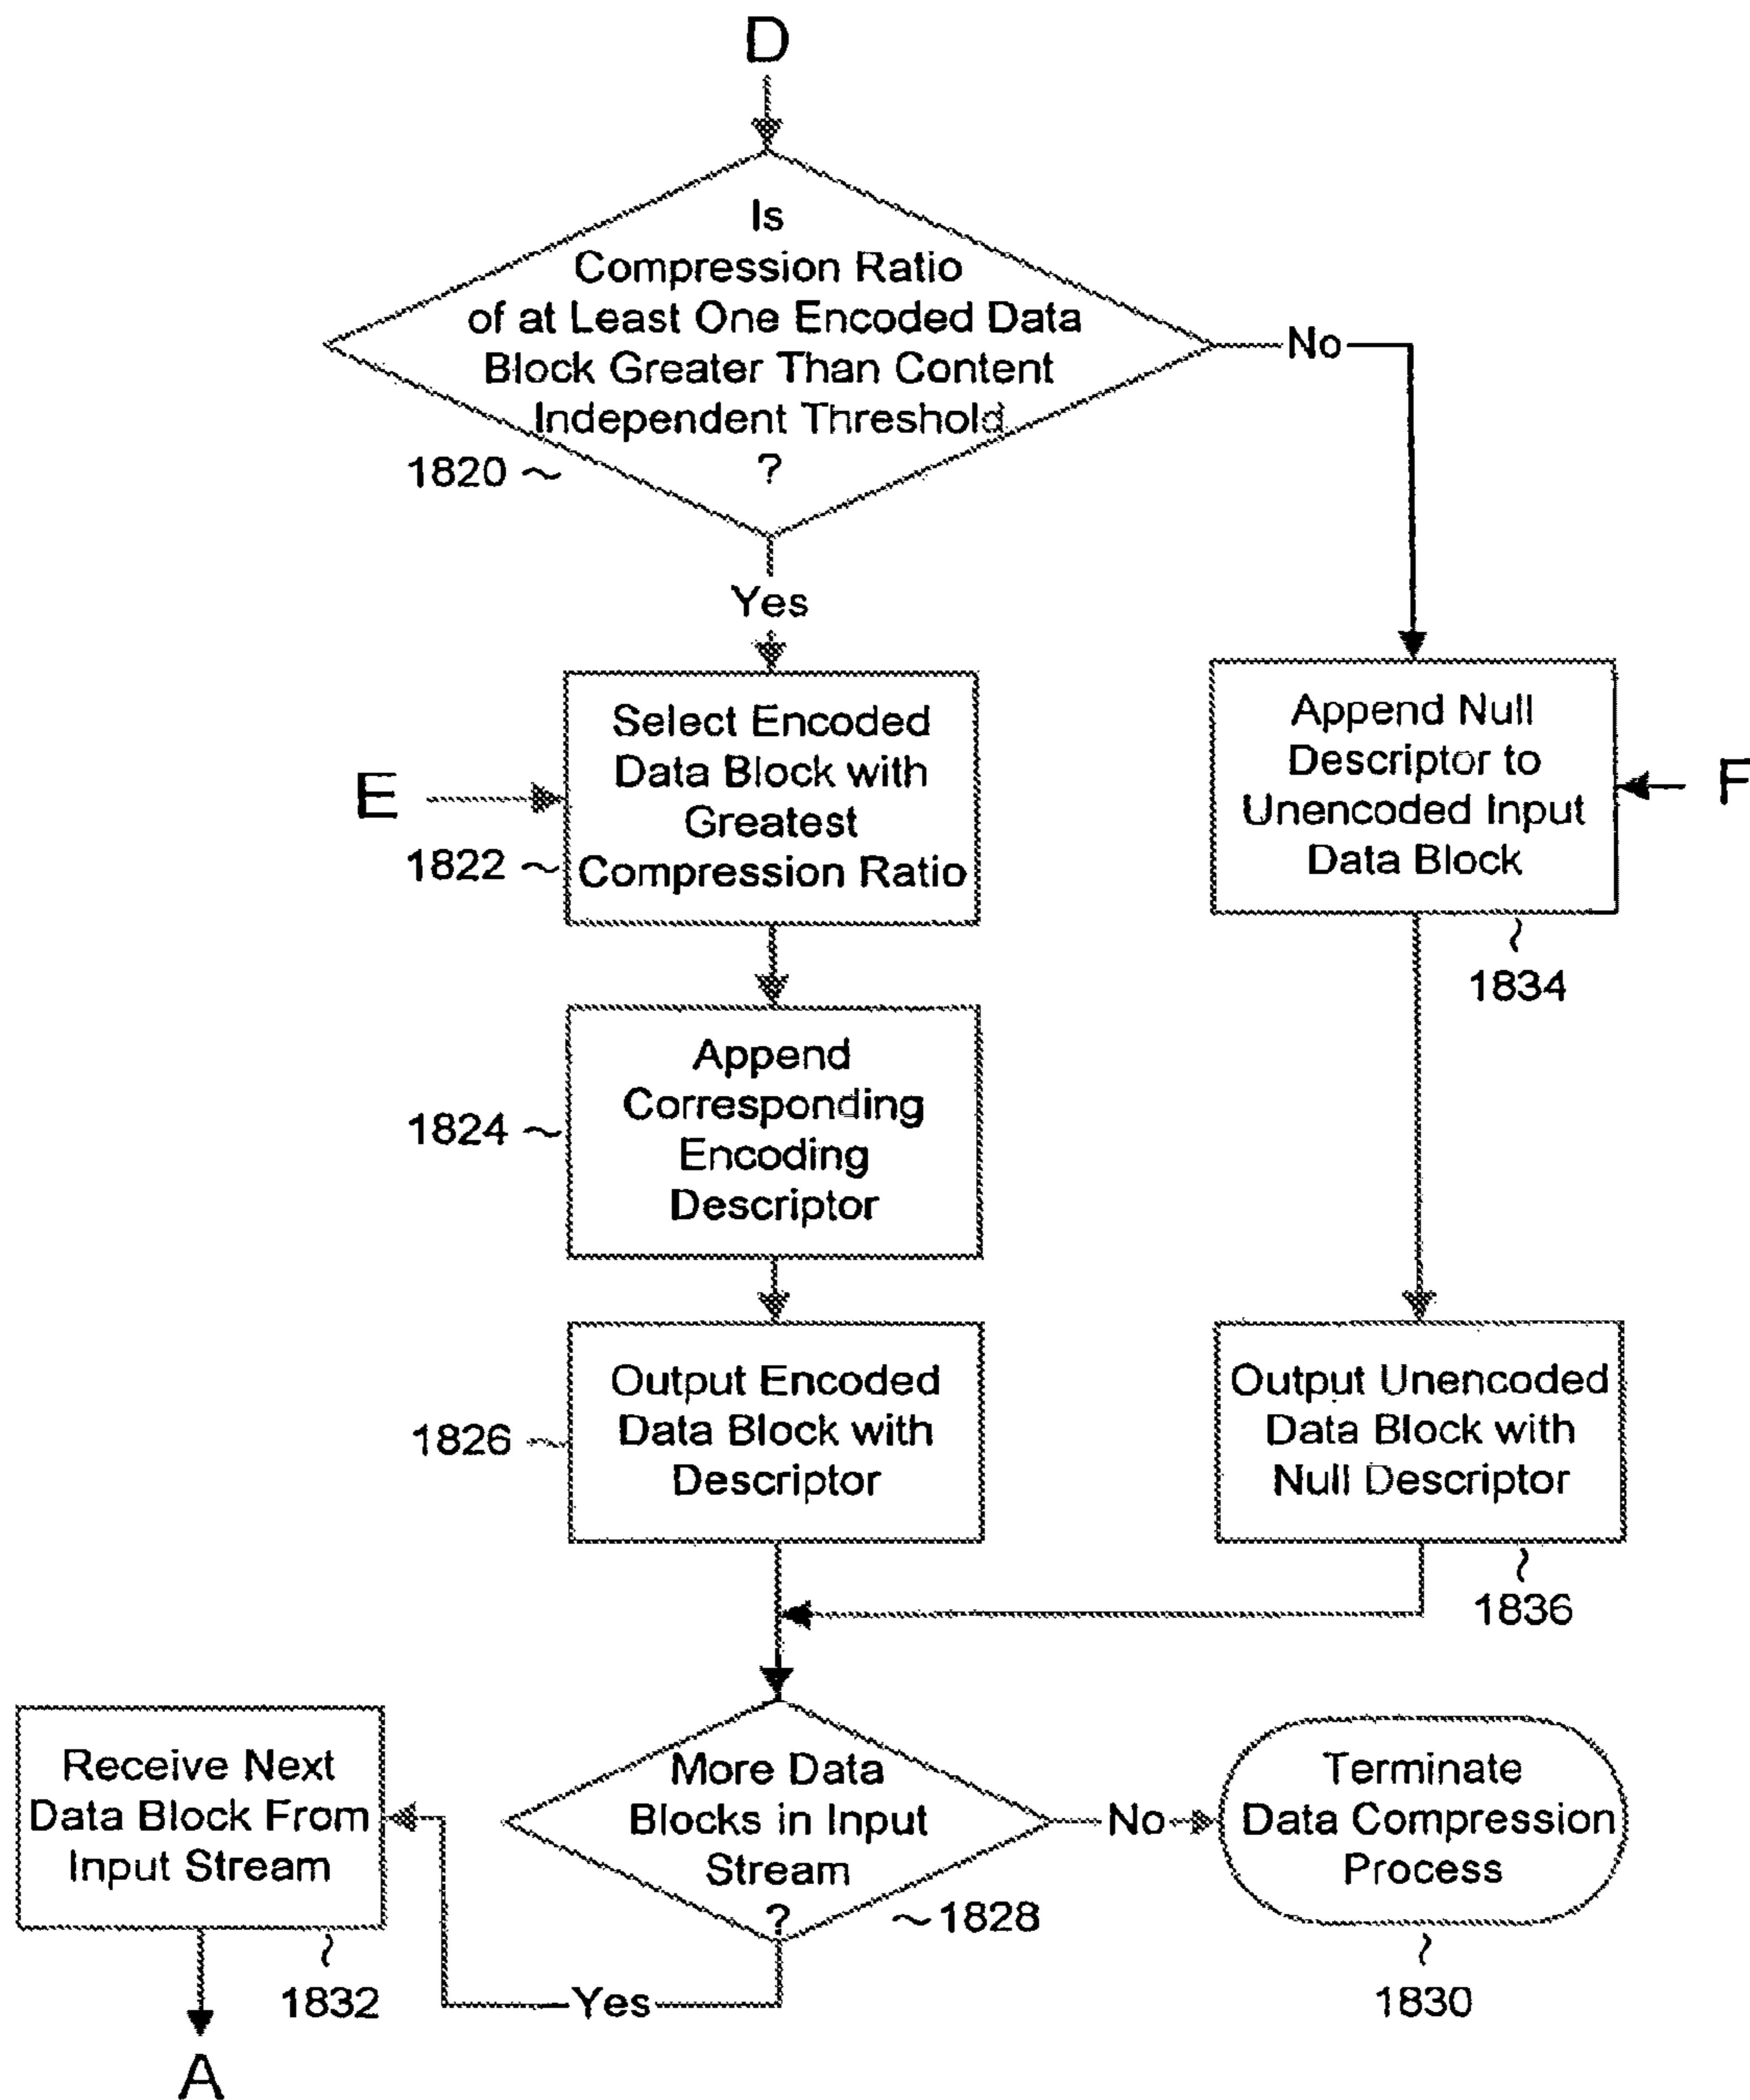 D
Is
Compression Ratio
of at Least One Encoded Data
Block Greater Than Content
Independent Threshold
?
1820
No
Yes
Select Encoded
Data Block with
Greatest
Compression Ratio
E
1822
Append Null
Descriptor to
Unencoded Input
Data Block
F
1834
Append
Corresponding
Encoding
Descriptor
1824
Output Encoded
Data Block with
Descriptor
1826
Output Unencoded
Data Block with
Null Descriptor
1836
Receive Next
Data Block From
Input Stream
1832
More Data
Blocks in Input
Stream
?
1828
No
Terminate
Data Compression
Process
1830
Yes
A